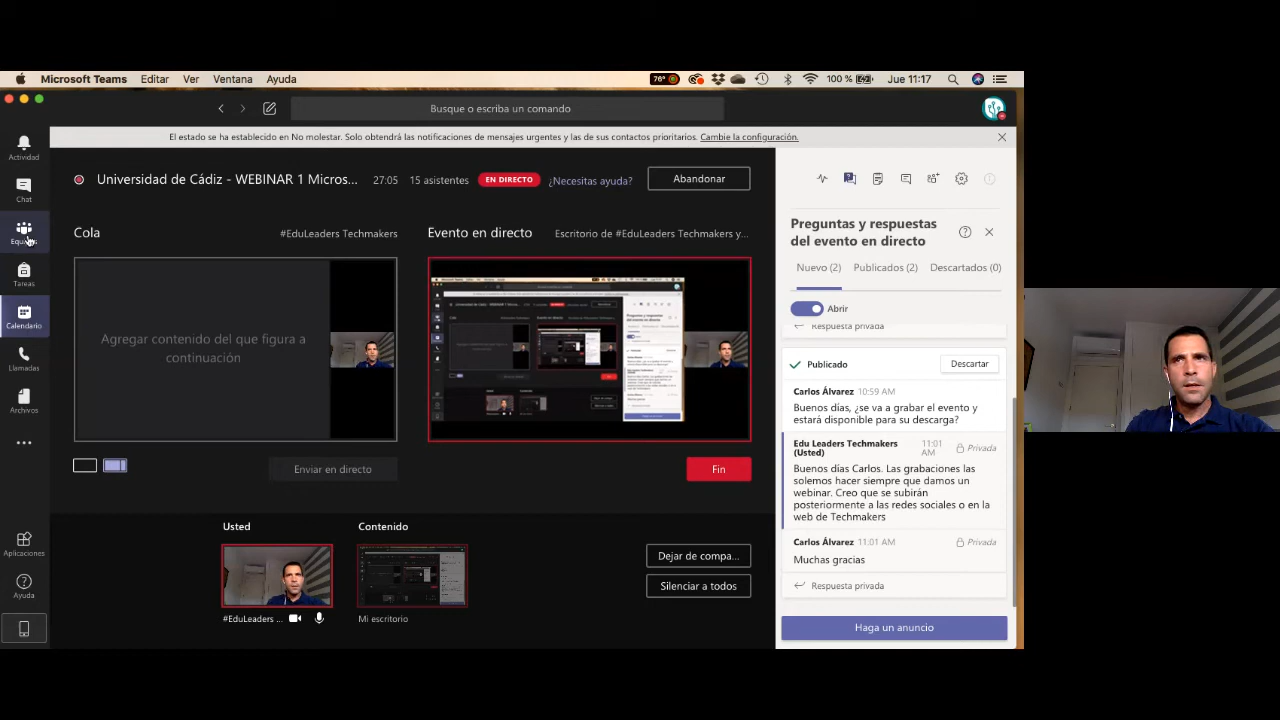 Microsoft Teams Editar Ver Ventana Ayuda 76° 100 % Jue 11:17
Busque o escriba un comando
El estado se ha establecido en No molestar. Solo obtendrá las notificaciones de mensajes urgentes y las de sus contactos prioritarios. Cambie la configuración.
Actividad
Chat
Tareas
Calendario
Llamadas
Archivos
Aplicaciones
Ayuda
Universidad de Cádiz - WEBINAR 1 Micros... 27:05 15 asistentes EN DIRECTO ¿Necesitas ayuda? Abandonar
Cola #EduLeaders Techmakers
Evento en directo Escritorio de #EduLeaders Techmakers y...
Agregar contenido del que figura a
continuación
Enviar en directo
Fin
Usted
Contenido
#EduLeaders ...
Mi escritorio
Dejar de compa...
Silenciar a todos
Preguntas y respuestas
del evento en directo
Nuevo (2) Publicados (2) Descartados (0)
Abrir
Respuesta privada
Publicado Descartar
Carlos Álvarez 10:59 AM
Buenos días, ¿se va a grabar el evento y
estará disponible para su descarga?
Edu Leaders Techmakers
(Usted)
11:01
AM
Privada
Buenos días Carlos. Las grabaciones las
solemos hacer siempre que damos un
webinar. Creo que se subirán
posteriormente a las redes sociales o en la
web de Techmakers
Carlos Álvarez 11:01 AM Privada
Muchas gracias
Respuesta privada
Haga un anuncio